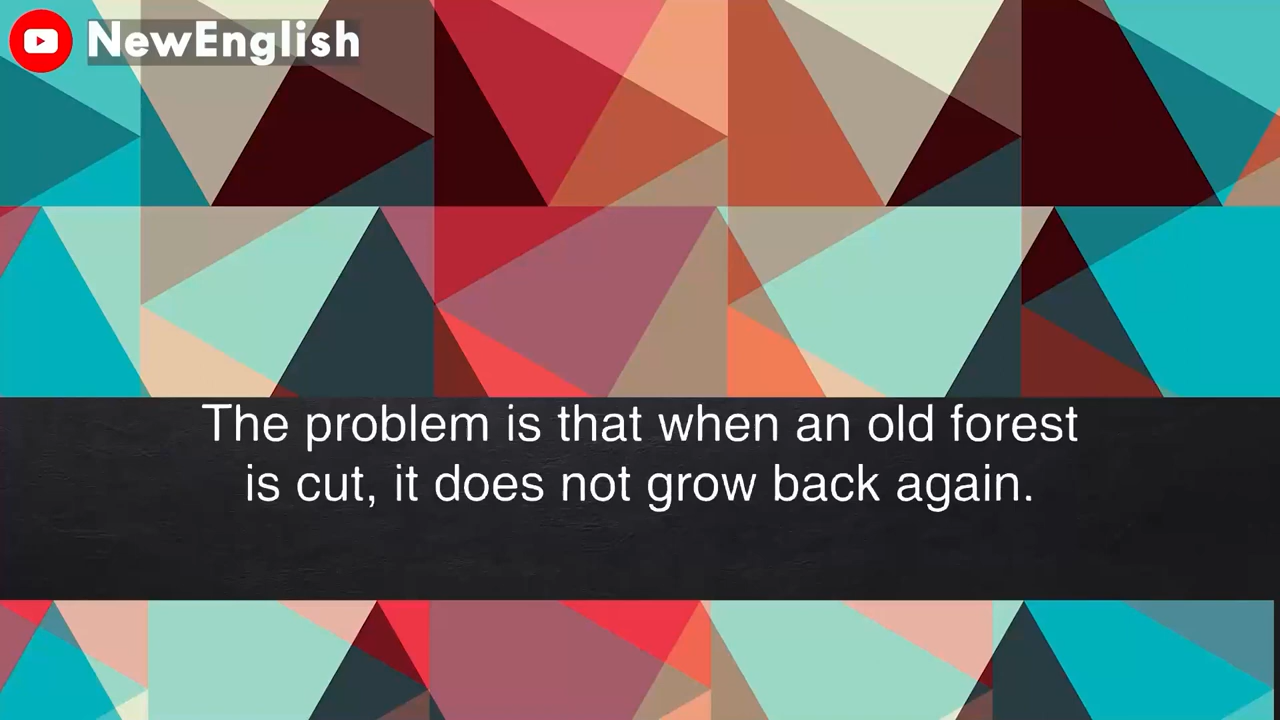 NewEnglish
The problem is that when an old forest
is cut, it does not grow back again.